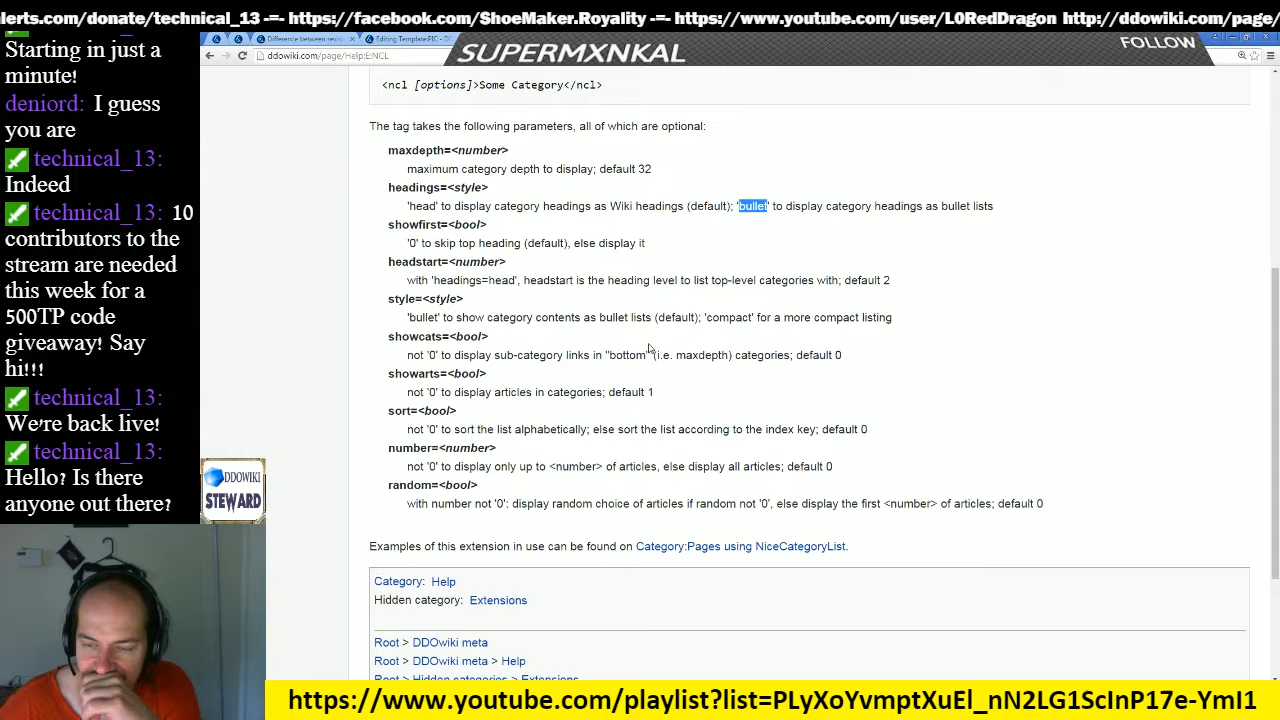 lerts.com/donate/technical_13 -=- https://facebook.com/ShoeMaker.Royality -=- https://www.youtube.com/user/L0RedDragon http://ddowiki.com/page/
Starting in just a
minute!
deniord: I guess
you are
technical_13:
Indeed
technical_13: 10
contributors to the
stream are needed
this week for a
500TP code
giveaway! Say
hi!!!
technical_13:
We're back live!
technical_13:
Hello? Is there
anyone out there?
DDOWIKI
STEWARD
Difference between revis
Editing Template:PIC - D
SUPERMXNKAL
FOLLOW
ddowiki.com/page/Help:E:NCL
<ncl [options]>Some Category</ncl>
The tag takes the following parameters, all of which are optional:
maxdepth=<number>
maximum category depth to display; default 32
headings=<style>
'head' to display category headings as Wiki headings (default); 'bullet' to display category headings as bullet lists
showfirst=<bool>
'0' to skip top heading (default), else display it
headstart=<number>
with 'headings=head', headstart is the heading level to list top-level categories with; default 2
style=<style>
'bullet' to show category contents as bullet lists (default); 'compact' for a more compact listing
showcats=<bool>
not '0' to display sub-category links in "bottom" (i.e. maxdepth) categories; default 0
showarts=<bool>
not '0' to display articles in categories; default 1
sort=<bool>
not '0' to sort the list alphabetically; else sort the list according to the index key; default 0
number=<number>
not '0' to display only up to <number> of articles, else display all articles; default 0
random=<bool>
with number not '0': display random choice of articles if random not '0', else display the first <number> of articles; default 0
Examples of this extension in use can be found on Category:Pages using NiceCategoryList.
Category: Help
Hidden category: Extensions
Root > DDOwiki meta
Root > DDOwiki meta > Help
Root > Hidden categories > Extensions
https://www.youtube.com/playlist?list=PLyXoYvmptXuEl_nN2LG1ScInP17e-YmI1